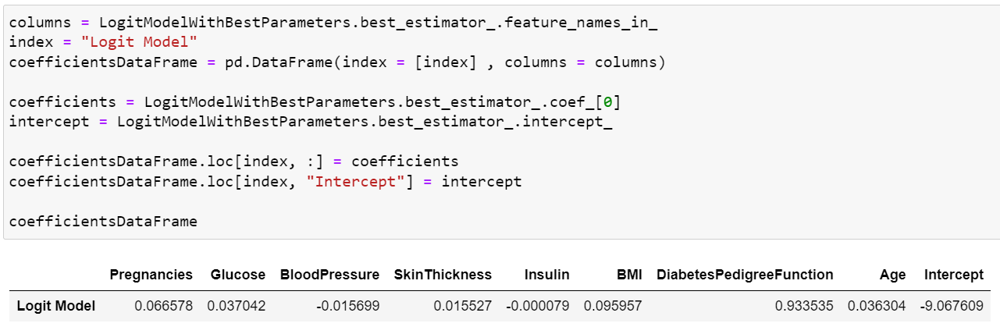 columns = LogitModelWithBestParameters.best_estimator_.feature_names_in_
index = "Logit Model"
coefficientsDataFrame = pd.DataFrame(index = [index] , columns = columns)
coefficients = LogitModelWithBestParameters.best_estimator_.coef_[0]
intercept = LogitModelWithBestParameters.best_estimator_.intercept_
coefficientsDataFrame.loc[index, :] = coefficients
coefficientsDataFrame.loc[index, "Intercept"] = intercept
coefficientsDataFrame
Pregnancies Glucose BloodPressure SkinThickness Insulin BMI DiabetesPedigreeFunction Age Intercept
Logit Model 0.066578 0.037042 -0.015699 0.015527 -0.000079 0.095957 0.933535 0.036304 -9.067609